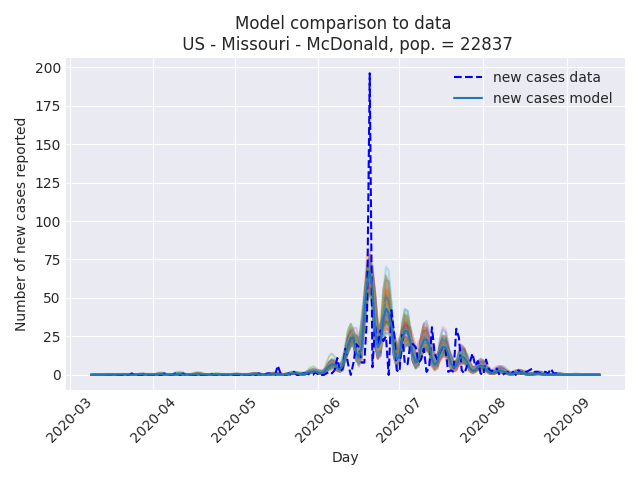 Model comparison to data
US - Missouri - McDonald, pop. = 22837
new cases data
new cases model
Number of new cases reported
200
175
150
125
100
75
50
25
0
2020-03
2020-04
2020-05
2020-06
2020-07
2020-08
2020-09
Day